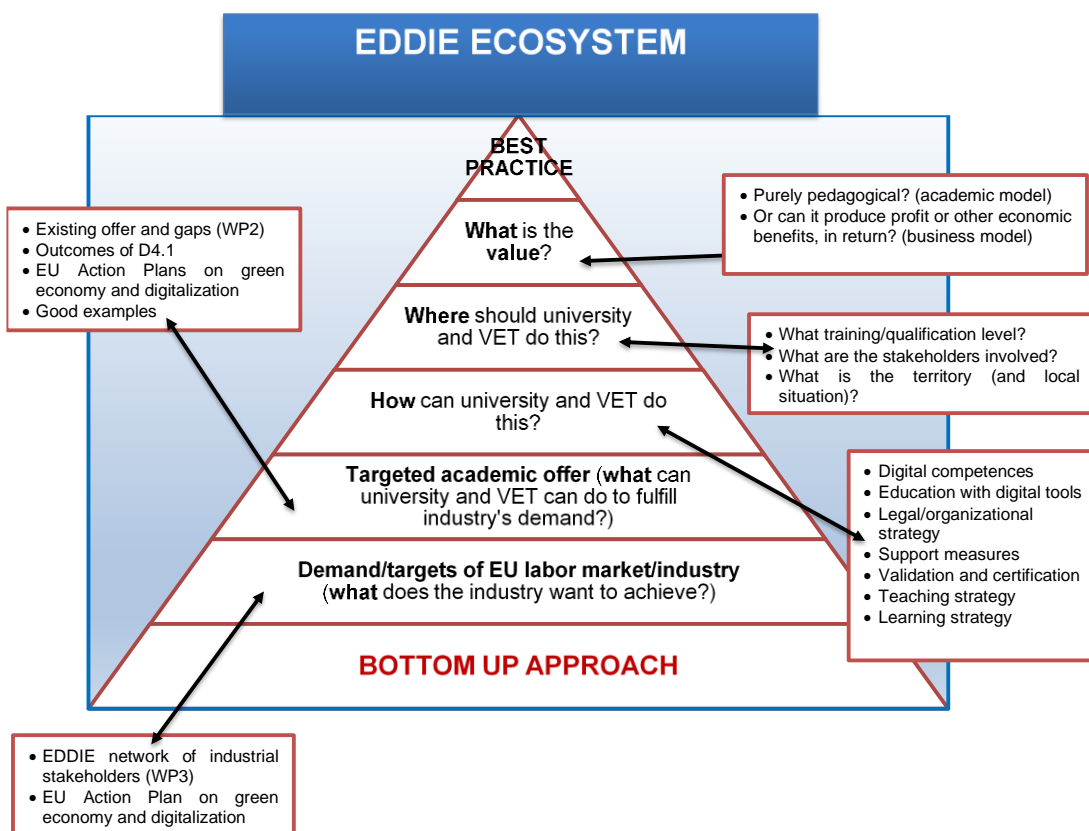 EDDIE ECOSYSTEM
BEST
PRACTICE
What is the
value?
Where should university
and VET do this?
How can university and VET do
this?
Targeted academic offer (what can
university and VET can do to fulfill
industry's demand?)
Demand/targets of EU labor market/industry
(what does the industry want to achieve?)
BOTTOM UP APPROACH
• Existing offer and gaps (WP2)
• Outcomes of D4.1
• EU Action Plans on green
economy and digitalization
• Good examples
• Purely pedagogical? (academic model)
• Or can it produce profit or other economic
benefits, in return? (business model)
• What training/qualification level?
• What are the stakeholders involved?
• What is the territory (and local
situation)?
• Digital competences
• Education with digital tools
• Legal/organizational
strategy
• Support measures
• Validation and certification
• Teaching strategy
• Learning strategy
• EDDIE network of industrial
stakeholders (WP3)
• EU Action Plan on green
economy and digitalization